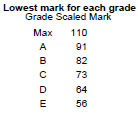 Lowest mark for each grade
Grade Scaled Mark
Max 110
A 91
B 82
C 73
D 64
E 56